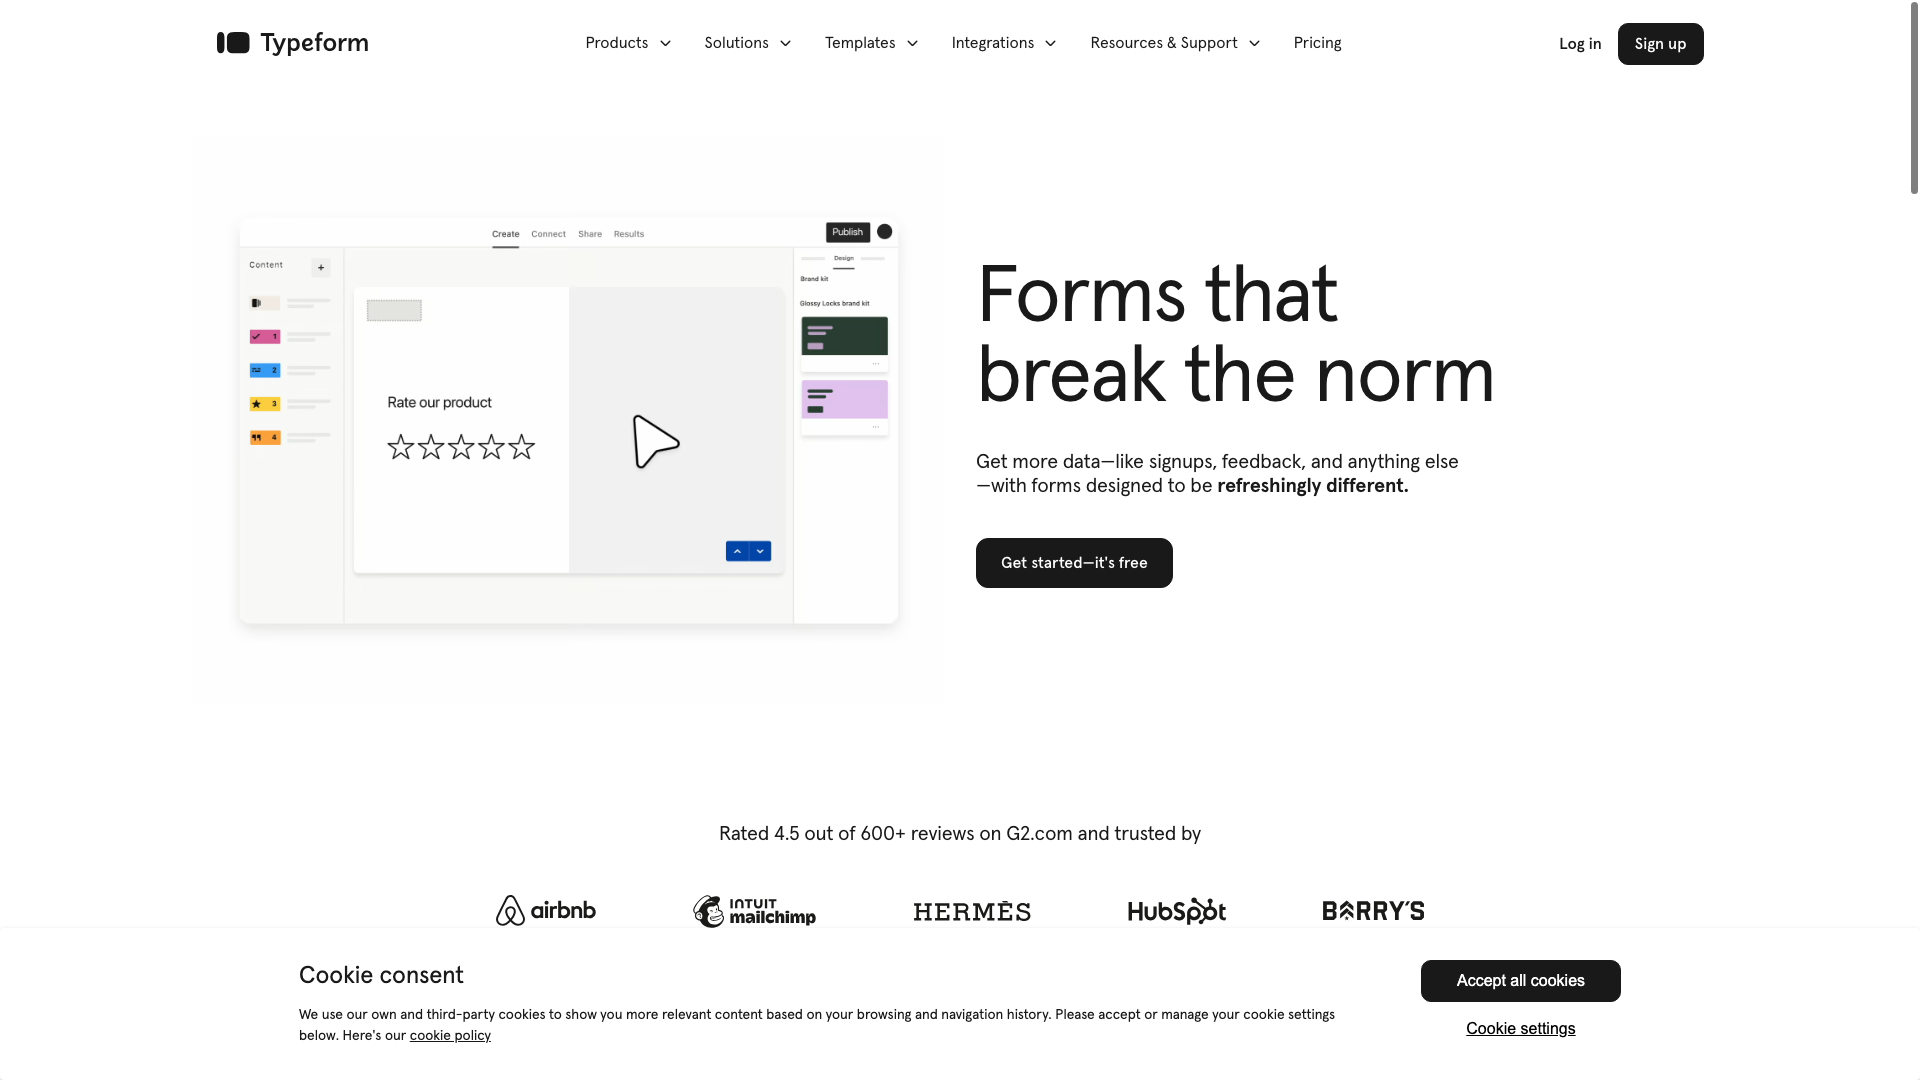 Typeform
Products
Solutions
Templates
Integrations
Resources & Support
Pricing
Log in
Sign up
Create
Connect
Share
Results
Publish
Content
+
1
2
3
4
Rate our product
Design
Brand kit
Glossy Locks brand kit
Forms that
break the norm
Get more data—like signups, feedback, and anything else
—with forms designed to be refreshingly different.
Get started—it's free
Rated 4.5 out of 600+ reviews on G2.com and trusted by
airbnb
INTUIT
mailchimp
HERMĒS
HubSpot
BARRY'S
Cookie consent
We use our own and third-party cookies to show you more relevant content based on your browsing and navigation history. Please accept or manage your cookie settings
below. Here's our cookie policy
Accept all cookies
Cookie settings